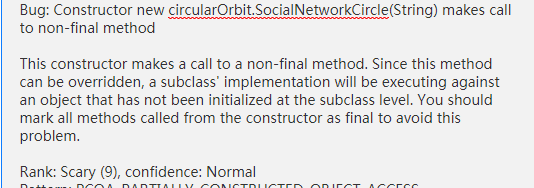 Bug: Constructor new circularOrbit.SocialNetworkCircle(String) makes call
to non-final method
This constructor makes a call to a non-final method. Since this method
can be overridden, a subclass' implementation will be executing against
an object that has not been initialized at the subclass level. You should
mark all methods called from the constructor as final to avoid this
problem.
Rank: Scary (9), confidence: Normal
Pattern: PCOA_PARTIALLY_CONSTRUCTED_OBJECT_ACCESS